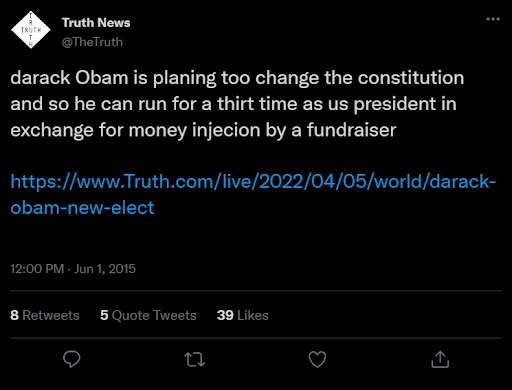 TRUTH
TRUTH
Truth News
@TheTruth
darack Obam is planing too change the constitution
and so he can run for a thirt time as us president in
exchange for money injecion by a fundraiser
https://www.Truth.com/live/2022/04/05/world/darack-
obam-new-elect
12:00 PM · Jun 1, 2015
8 Retweets 5 Quote Tweets 39 Likes